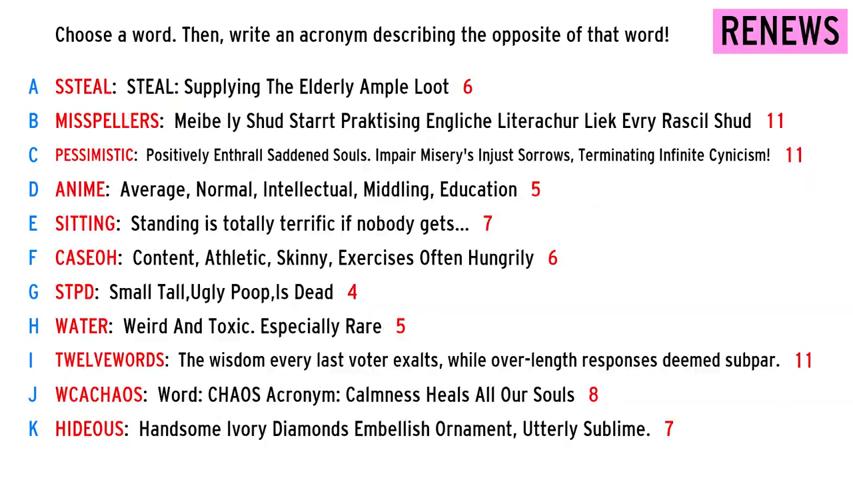 Choose a word. Then, write an acronym describing the opposite of that word!
RENEWS
A SSTEAL: STEAL: Supplying The Elderly Ample Loot 6
B MISSPELLERS: Meibe Iy Shud Starrt Praktising Engliche Literachur Liek Evry Rascil Shud 11
C PESSIMISTIC: Positively Enthrall Saddened Souls. Impair Misery's Injust Sorrows, Terminating Infinite Cynicism! 11
D ANIME: Average, Normal, Intellectual, Middling, Education 5
E SITTING: Standing is totally terrific if nobody gets... 7
F CASEOH: Content, Athletic, Skinny, Exercises Often Hungrily 6
G STPD: Small Tall,Ugly Poop,Is Dead 4
H WATER: Weird And Toxic. Especially Rare 5
I TWELVEWORDS: The wisdom every last voter exalts, while over-length responses deemed subpar. 11
J WCACHAOS: Word: CHAOS Acronym: Calmness Heals All Our Souls 8
K HIDEOUS: Handsome Ivory Diamonds Embellish Ornament, Utterly Sublime. 7